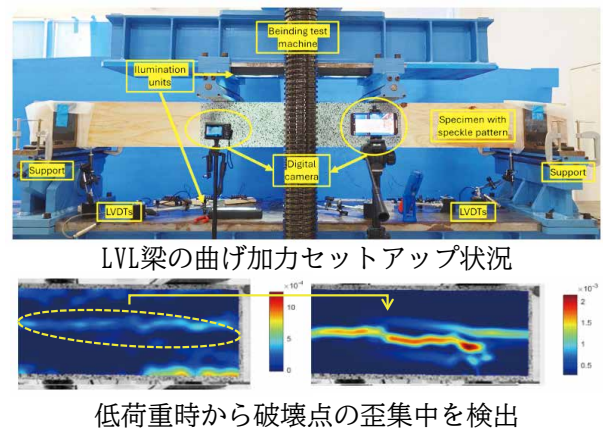 Beinding test
machine
Ilumination
units
Specimen with
speckle pattern
Digital
camera
Support
Support
LVDTs
LVDTs
LVL梁の曲げ加力セットアップ状況
×10⁻⁴
10
5
0
×10⁻³
2
1.5
1
0.5
低荷重時から破壊点の歪集中を検出